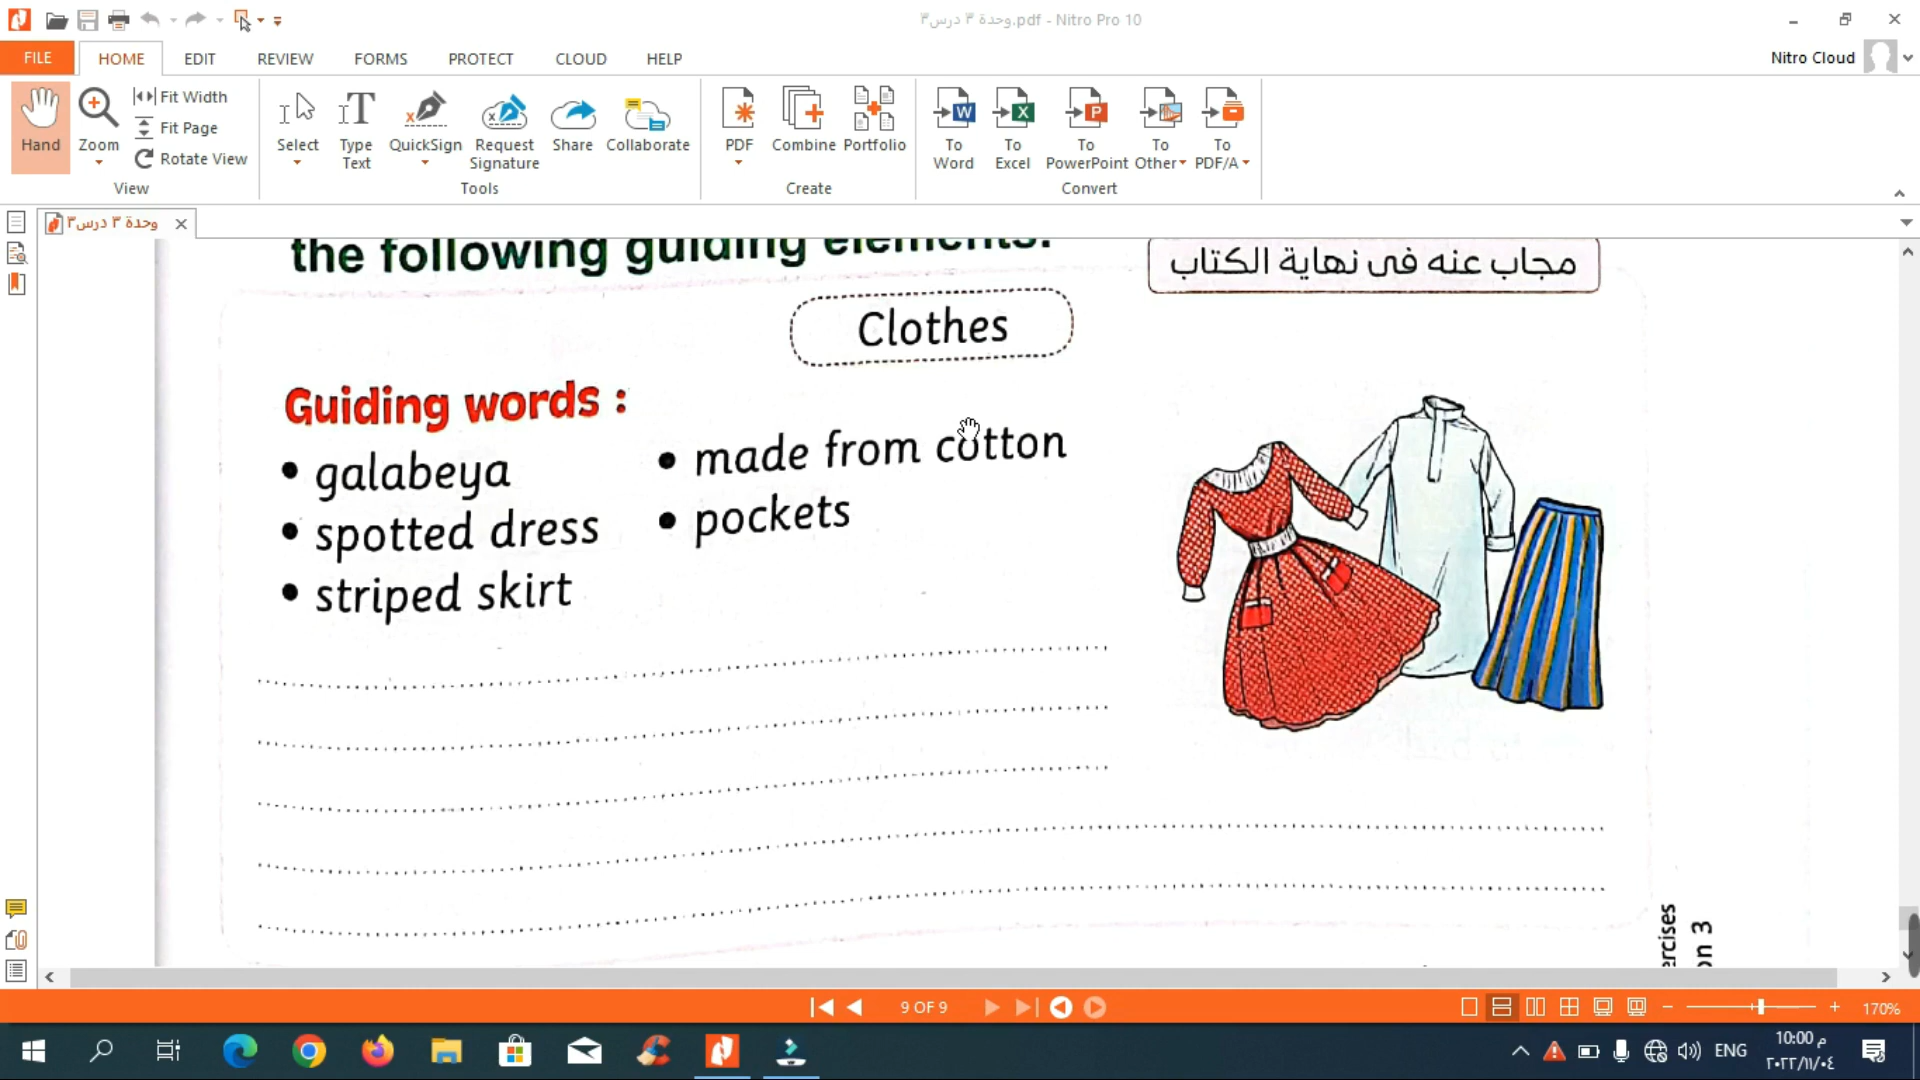 وحدة ٣ درس٣.pdf - Nitro Pro 10
FILE HOME EDIT REVIEW FORMS PROTECT CLOUD HELP
Nitro Cloud
Hand
Zoom
Fit Width
Fit Page
Rotate View
View
Select
Type Text
QuickSign
Request Signature
Share
Collaborate
Tools
PDF
Combine
Portfolio
Create
To Word
To Excel
To PowerPoint
To Other
To PDF/A
Convert
وحدة ٣ درس٣
the following guiding elements.
مجاب عنه فى نهاية الكتاب
Clothes
Guiding words :
• galabeya
• spotted dress
• striped skirt
• made from cotton
• pockets
ercises
on 3
9 OF 9
170%
ENG
10:00 م
٢٠٢٢/١١/٠٤